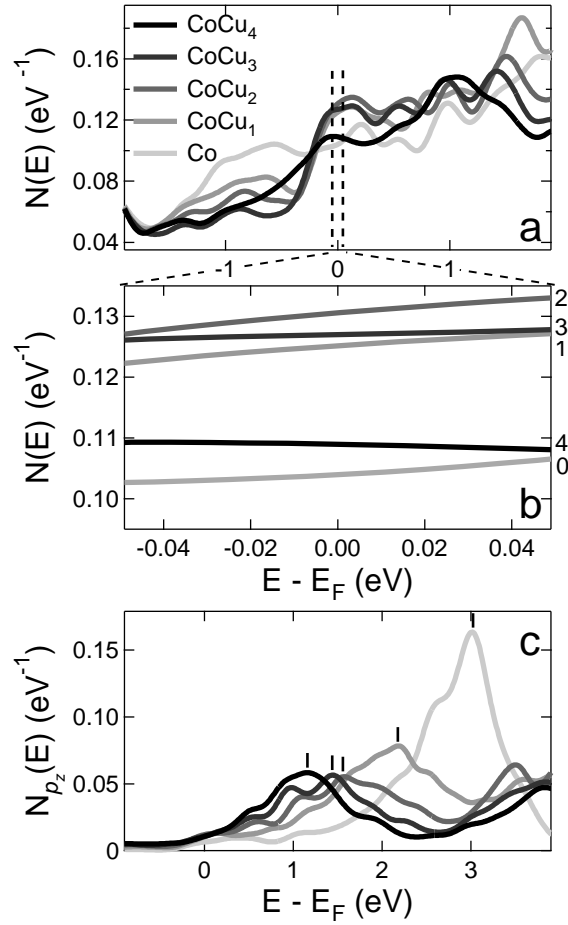 CoCu4
CoCu3
CoCu2
CoCu1
Co
N(E) (eV-1)
0.16
0.12
0.08
0.04
a
1 0 1
N(E) (eV-1)
0.13
0.12
0.11
0.10
2
3
1
4
0
b
-0.04 -0.02 0.00 0.02 0.04
E - EF (eV)
Npz(E) (eV-1)
0.15
0.10
0.05
0
c
0 1 2 3
E - EF (eV)